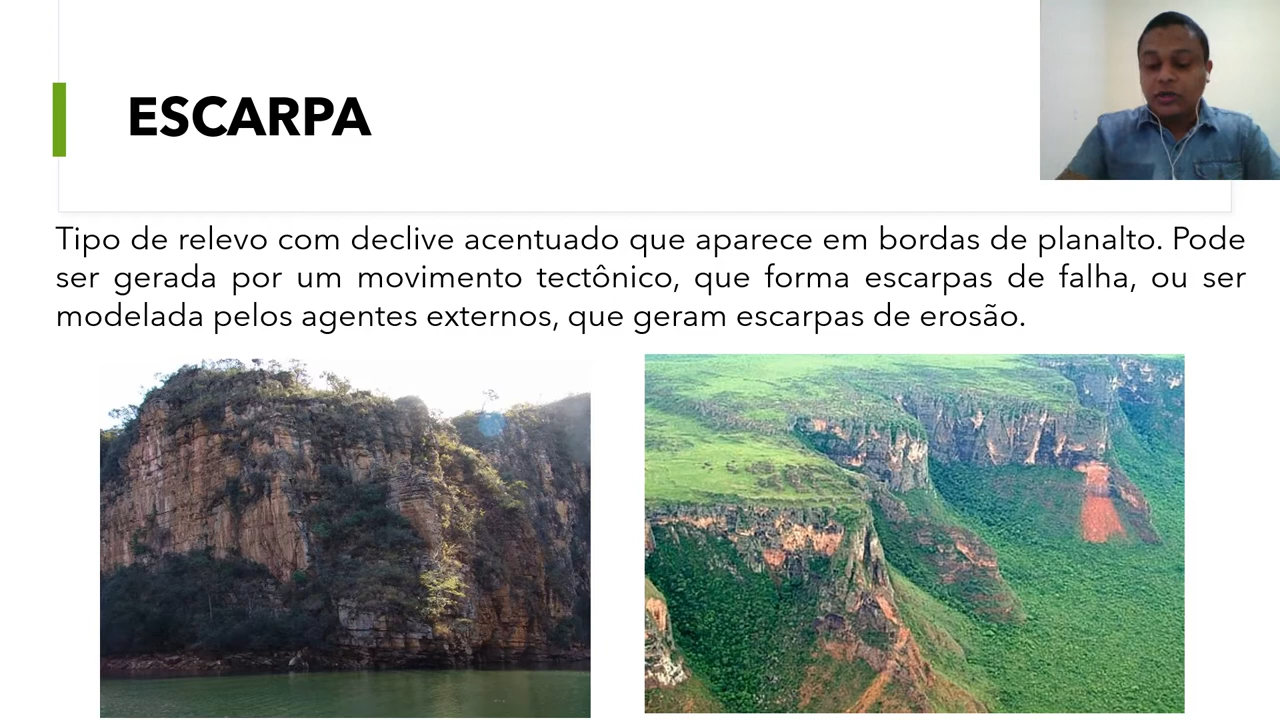 ESCARPA
Tipo de relevo com declive acentuado que aparece em bordas de planalto. Pode
ser gerada por um movimento tectônico, que forma escarpas de falha, ou ser
modelada pelos agentes externos, que geram escarpas de erosão.